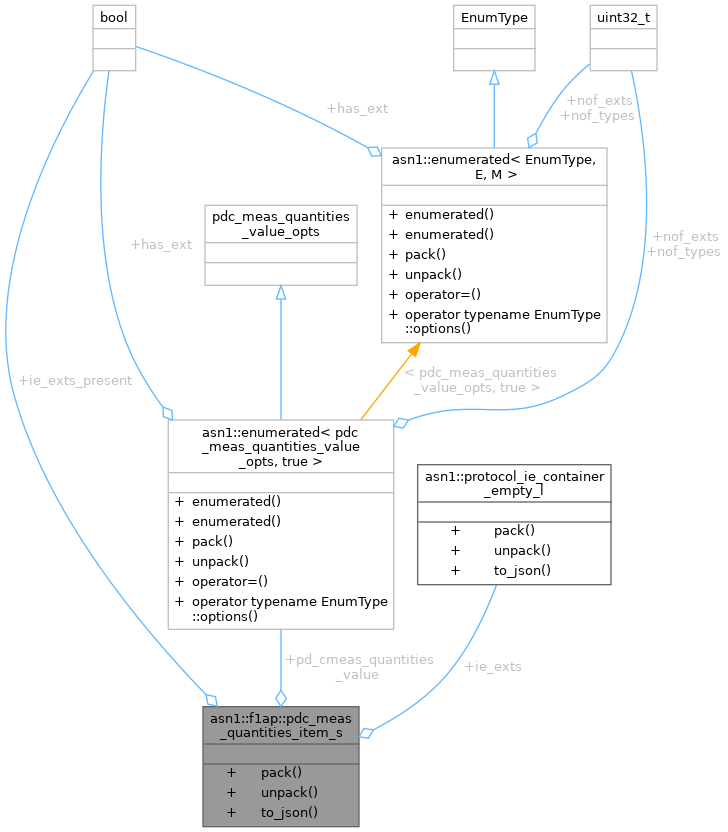 bool
EnumType
uint32_t
+has_ext
+nof_exts
+nof_types
asn1::enumerated< EnumType,
E, M >
+ enumerated()
+ enumerated()
+ pack()
+ unpack()
+ operator=()
+ operator typename EnumType
::options()
pdc_meas_quantities
_value_opts
+has_ext
+nof_exts
+nof_types
+ie_exts_present
< pdc_meas_quantities
_value_opts, true >
asn1::enumerated< pdc
_meas_quantities_value
_opts, true >
+ enumerated()
+ enumerated()
+ pack()
+ unpack()
+ operator=()
+ operator typename EnumType
::options()
asn1::protocol_ie_container
_empty_l
+ pack()
+ unpack()
+ to_json()
+pd_cmeas_quantities
_value
+ie_exts
asn1::f1ap::pdc_meas
_quantities_item_s
+ pack()
+ unpack()
+ to_json()